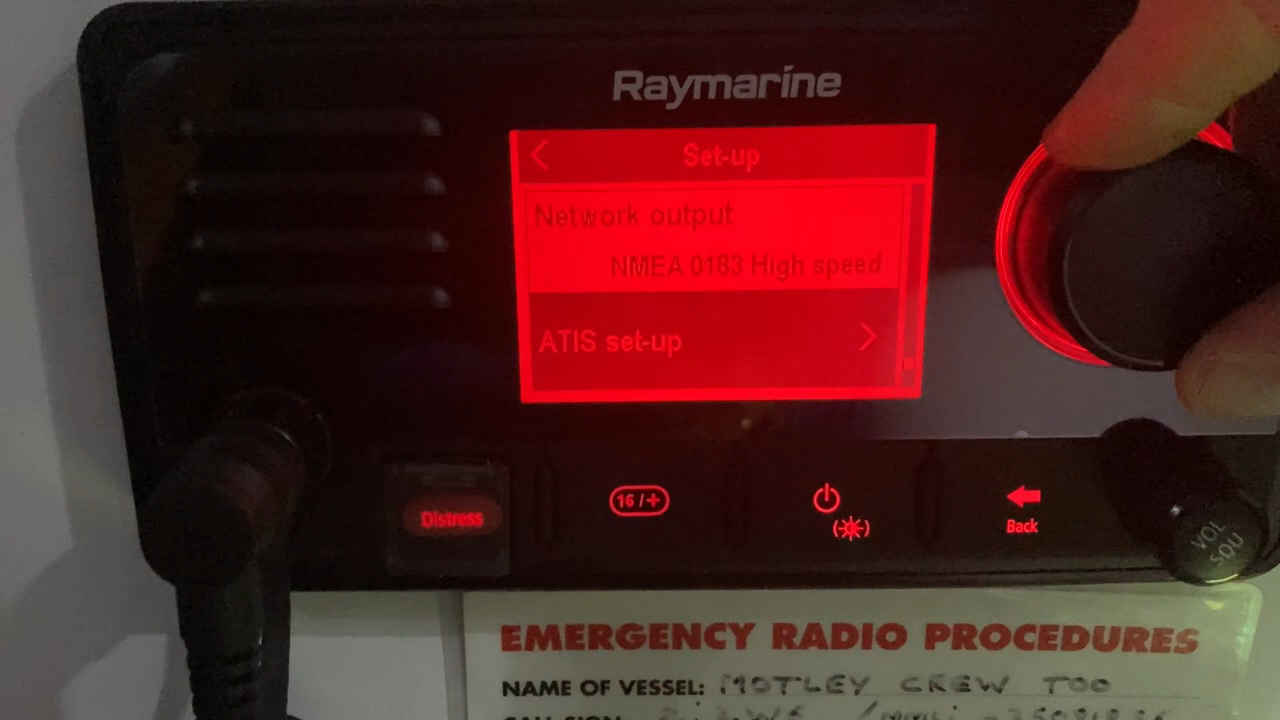 Raymarine
Set-up
Network output
NMEA 0183 High speed
ATIS set-up
Distress
16/+
Back
VOL
SQU
EMERGENCY RADIO PROCEDURES
NAME OF VESSEL: MOTLEY CREW TOO